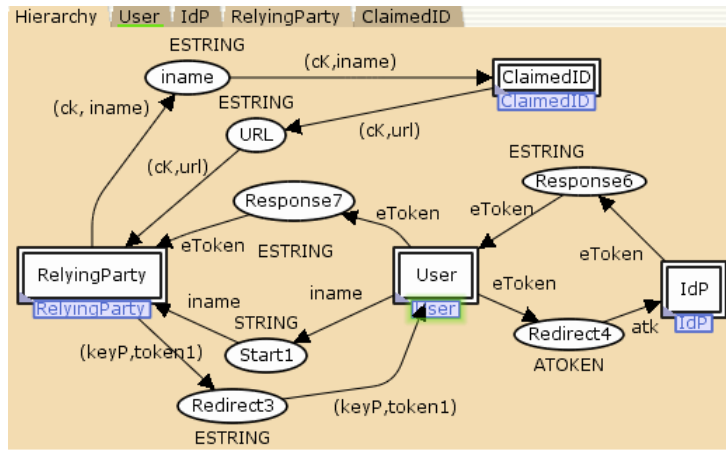 Hierarchy User IdP RelyingParty ClaimedID
ESTRING
iname
(cK,iname)
ClaimedID
ClaimedID
(ck, iname)
ESTRING
URL
(cK,url)
ESTRING
(cK,url)
Response7
eToken
Response6
eToken
eToken
ESTRING
eToken
RelyingParty
RelyingParty
User
User
eToken
IdP
IdP
iname
iname
STRING
Start1
Redirect4
atk
ATOKEN
(keyP,token1)
Redirect3
(keyP,token1)
ESTRING